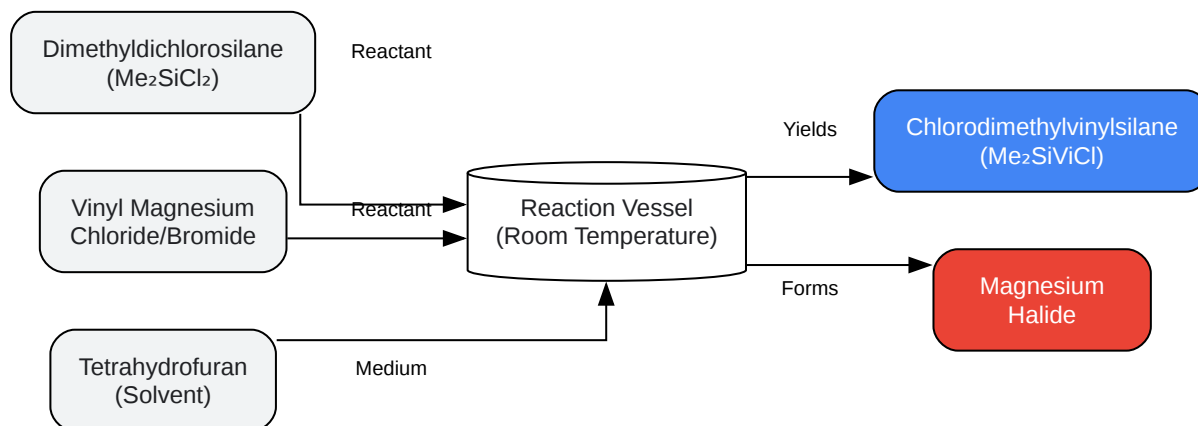 Dimethyldichlorosilane
(Me₂SiCl₂)
Reactant
Vinyl Magnesium
Chloride/Bromide
Reactant
Tetrahydrofuran
(Solvent)
Medium
Reaction Vessel
(Room Temperature)
Yields
Chlorodimethylvinylsilane
(Me₂SiViCl)
Forms
Magnesium
Halide